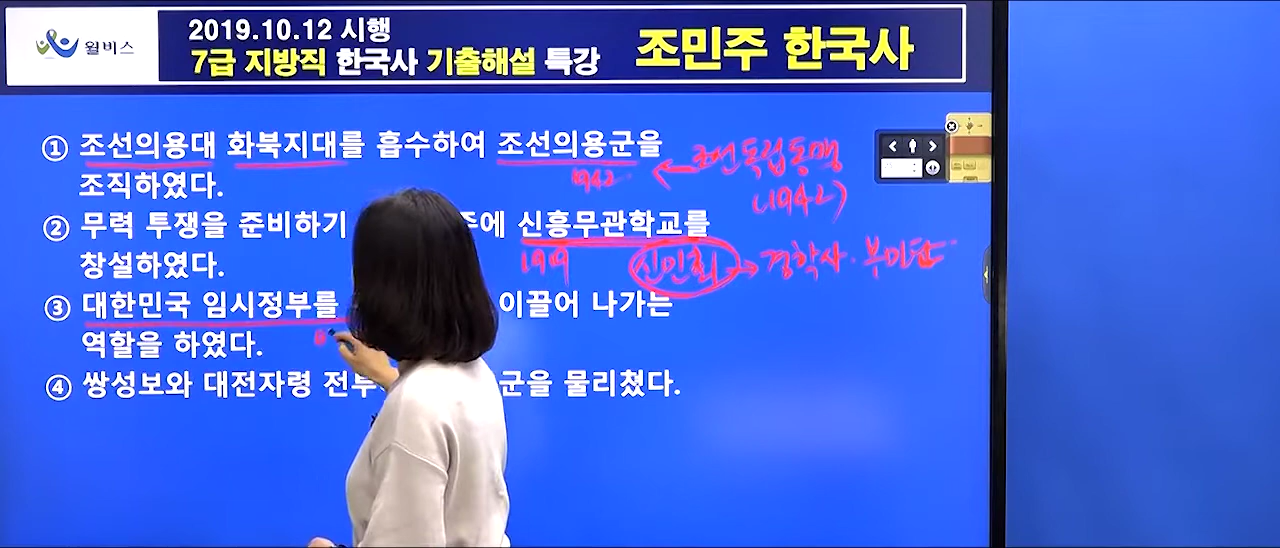 월비스
2019.10.12 시행
7급 지방직 한국사 기출해설 특강
조민주 한국사
① 조선의용대 화북지대를 흡수하여 조선의용군을
조직하였다.
1942.
조선독립동맹
(1942)
② 무력 투쟁을 준비하기 주에 신흥무관학교를
창설하였다.
1919
신민회 → 경학사. 부민단
③ 대한민국 임시정부를 이끌어 나가는
역할을 하였다.
④ 쌍성보와 대전자령 전투 군을 물리쳤다.